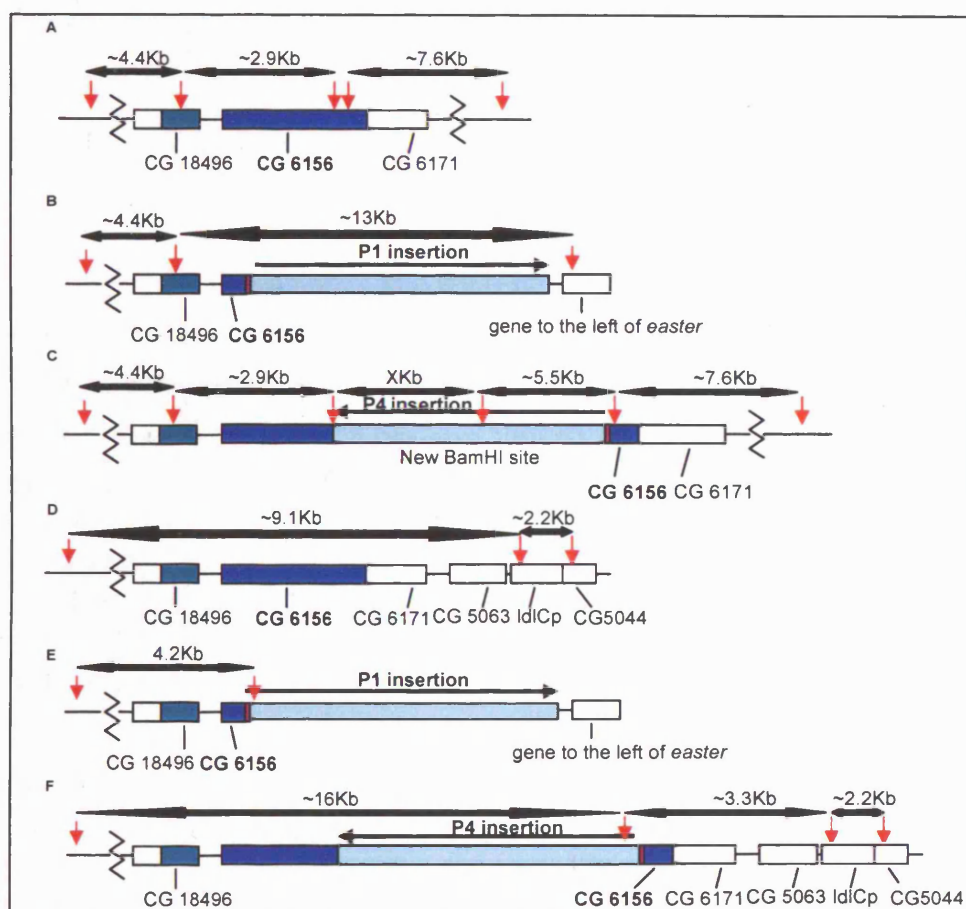 A
~4.4Kb ~2.9Kb ~7.6Kb
CG 18496 CG 6156 CG 6171
B
~4.4Kb ~13Kb
P1 insertion
CG 18496 CG 6156 gene to the left of easter
C
~4.4Kb ~2.9Kb XKb ~5.5Kb ~7.6Kb
P4 insertion
New BamHI site
CG 18496 CG 6156 CG 6171
D
~9.1Kb ~2.2Kb
CG 18496 CG 6156 CG 6171 CG 5063 ldlCp CG5044
E
4.2Kb
P1 insertion
CG 18496 CG 6156 gene to the left of easter
F
~16Kb ~3.3Kb ~2.2Kb
P4 insertion
CG 18496 CG 6156 CG 6171 CG 5063 ldlCp CG5044